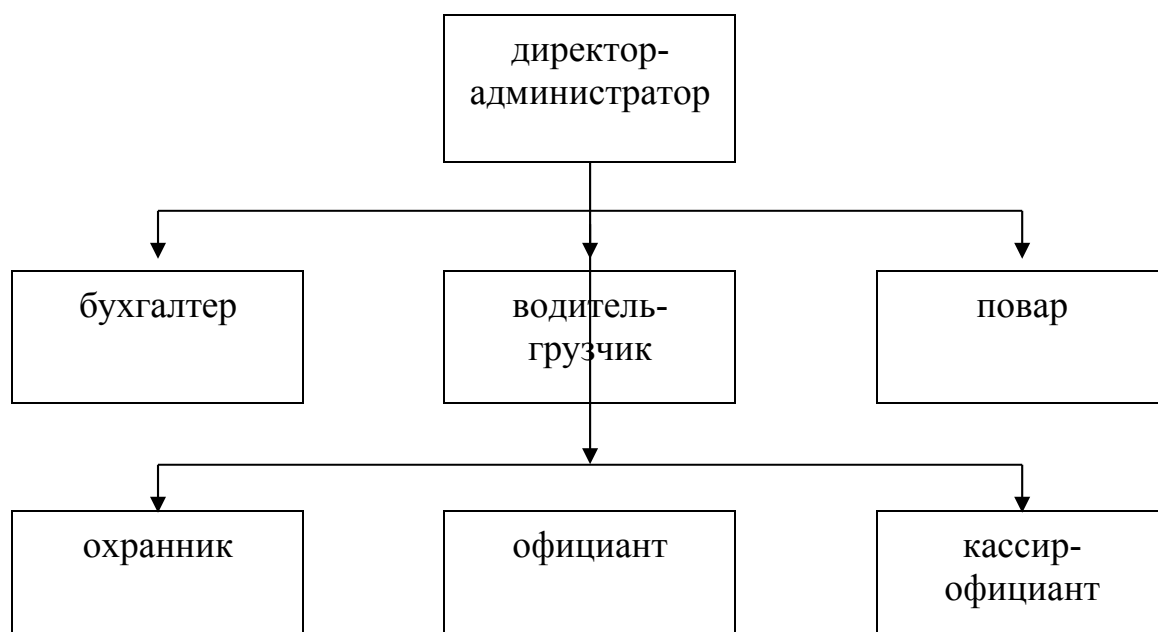 директор-
администратор
бухгалтер
водитель-
грузчик
повар
охранник
официант
кассир-
официант